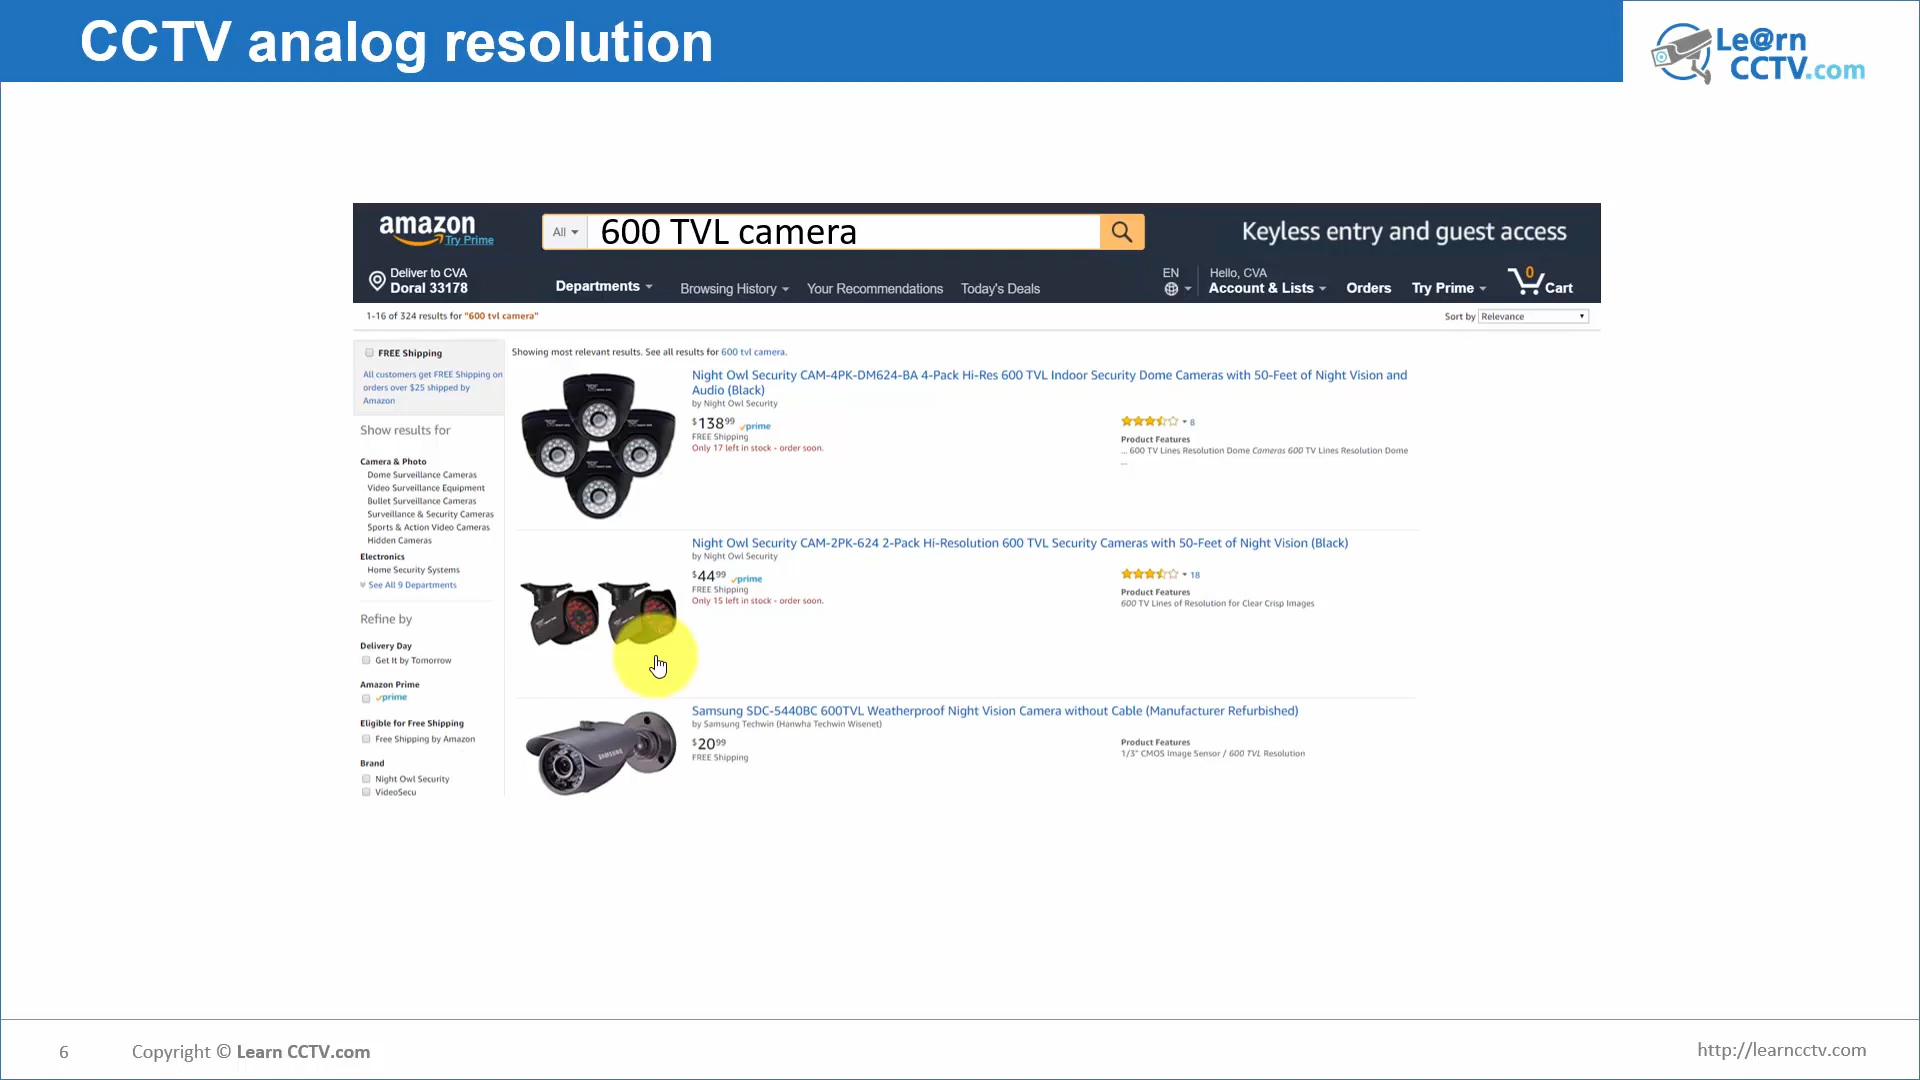 CCTV analog resolution
Le@rn
CCTV.com
amazon
Try Prime
All
600 TVL camera
Keyless entry and guest access
Deliver to CVA
Doral 33178
Departments
Browsing History
Your Recommendations
Today's Deals
EN
Hello, CVA
Account & Lists
Orders
Try Prime
0
Cart
1-16 of 324 results for "600 tvl camera"
Sort by Relevance
FREE Shipping
All customers get FREE Shipping on
orders over $25 shipped by
Amazon
Show results for
Camera & Photo
Dome Surveillance Cameras
Video Surveillance Equipment
Bullet Surveillance Cameras
Surveillance & Security Cameras
Sports & Action Video Cameras
Hidden Cameras
Electronics
Home Security Systems
See All 9 Departments
Refine by
Delivery Day
Get It by Tomorrow
Amazon Prime
prime
Eligible for Free Shipping
Free Shipping by Amazon
Brand
Night Owl Security
VideoSecu
Showing most relevant results. See all results for 600 tvl camera.
Night Owl Security CAM-4PK-DM624-BA 4-Pack Hi-Res 600 TVL Indoor Security Dome Cameras with 50-Feet of Night Vision and
Audio (Black)
by Night Owl Security
$138 99 prime
FREE Shipping
Only 17 left in stock - order soon.
8
Product Features
... 600 TV Lines Resolution Dome Cameras 600 TV Lines Resolution Dome
...
Night Owl Security CAM-2PK-624 2-Pack Hi-Resolution 600 TVL Security Cameras with 50-Feet of Night Vision (Black)
by Night Owl Security
$44 99 prime
FREE Shipping
Only 15 left in stock - order soon.
18
Product Features
600 TV Lines of Resolution for Clear Crisp Images
Samsung SDC-5440BC 600TVL Weatherproof Night Vision Camera without Cable (Manufacturer Refurbished)
by Samsung Techwin (Hanwha Techwin Wisenet)
$20 99
FREE Shipping
Product Features
1/3" CMOS Image Sensor / 600 TVL Resolution
SAMSUNG
6
Copyright © Learn CCTV.com
http://learncctv.com